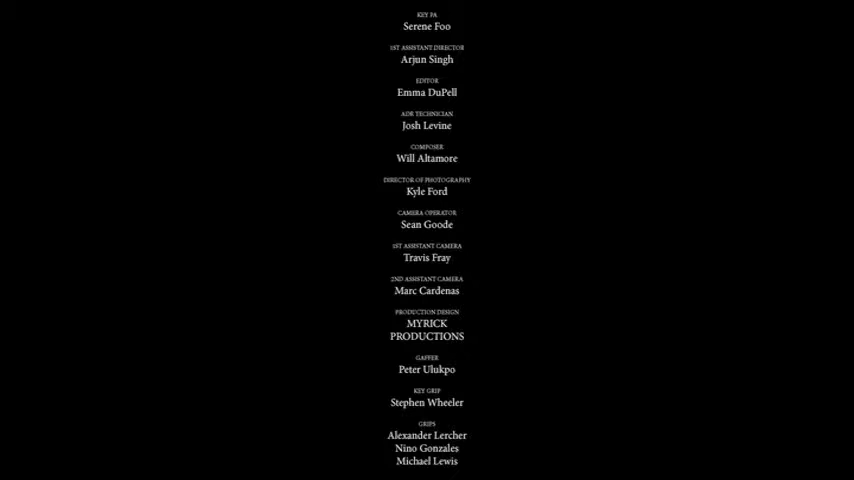 KEY PA
Serene Foo
1ST ASSISTANT DIRECTOR
Arjun Singh
EDITOR
Emma DuPell
ADR TECHNICIAN
Josh Levine
COMPOSER
Will Altamore
DIRECTOR OF PHOTOGRAPHY
Kyle Ford
CAMERA OPERATOR
Sean Goode
1ST ASSISTANT CAMERA
Travis Fray
2ND ASSISTANT CAMERA
Marc Cardenas
PRODUCTION DESIGN
MYRICK
PRODUCTIONS
GAFFER
Peter Ulukpo
KEY GRIP
Stephen Wheeler
GRIPS
Alexander Lercher
Nino Gonzales
Michael Lewis